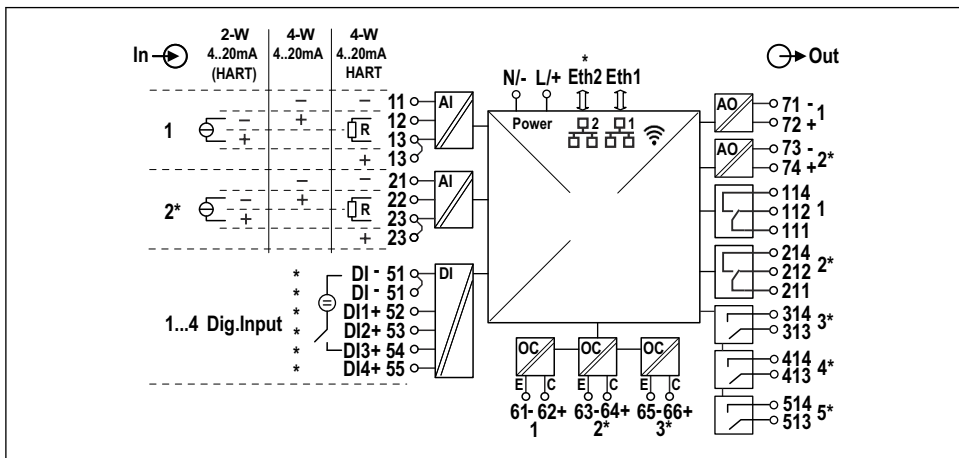 In
2-W 4-W 4-W
4..20mA 4..20mA 4..20mA
(HART) HART
1
− − 11
− + 12
+ R 13
+ 13
AI
2*
− − 21
− + 22
+ R 23
+ 23
AI
1...4 Dig.Input
* DI - 51
* DI - 51
* DI1+ 52
* DI2+ 53
* DI3+ 54
* DI4+ 55
DI
*
N/- L/+ Eth2 Eth1
Power 2 1
Out
AO 71 - 1
72 +
AO 73 - 2*
74 +
114
112 1
111
214
212 2*
211
314 3*
313
414 4*
413
514 5*
513
OC OC OC
E C E C E C
61- 62+ 63-64+ 65-66+
1 2* 3*